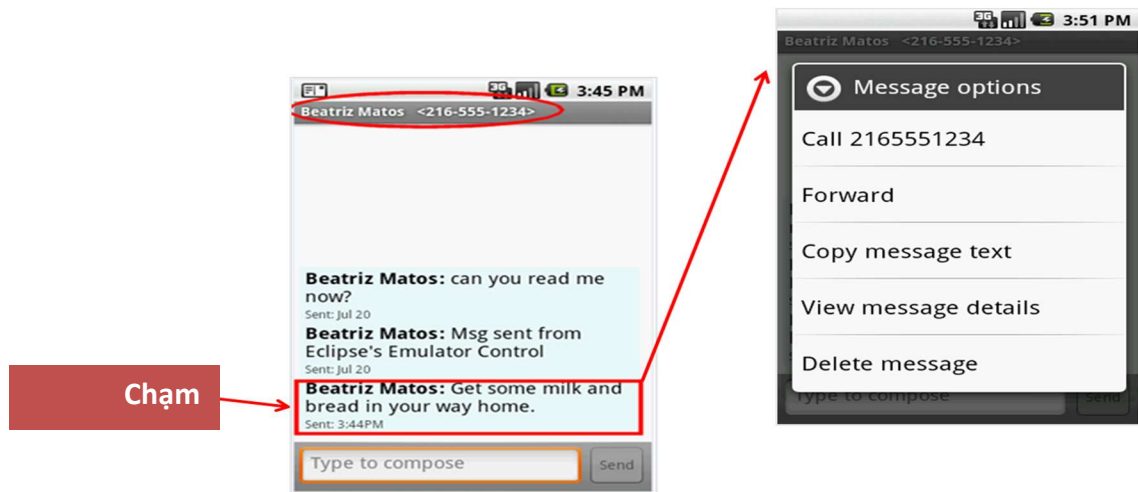 Chạm
3G 3:45 PM
Beatriz Matos <216-555-1234>
Beatriz Matos: can you read me
now?
Sent: Jul 20
Beatriz Matos: Msg sent from
Eclipse's Emulator Control
Sent: Jul 20
Beatriz Matos: Get some milk and
bread in your way home.
Sent: 3:44PM
Type to compose
Send
3G 3:51 PM
Beatriz Matos <216-555-1234>
Message options
Call 2165551234
Forward
Copy message text
View message details
Delete message
Type to compose
Send